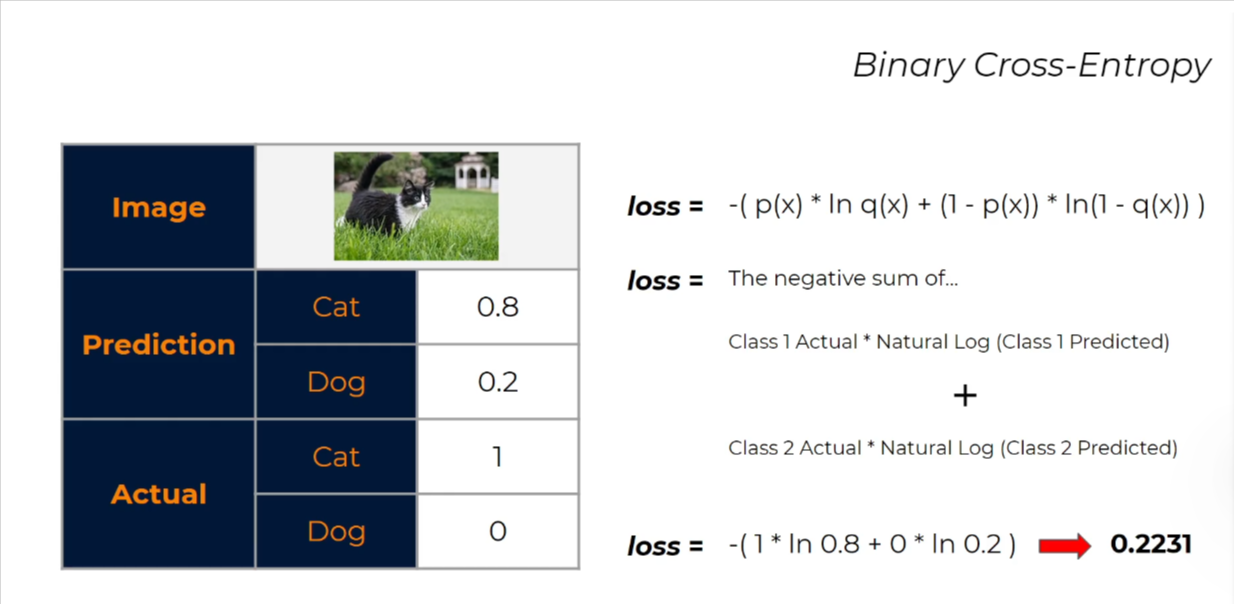 Binary Cross-Entropy
Image
Prediction
Cat
0.8
Dog
0.2
Actual
Cat
1
Dog
0
loss = -( p(x) * ln q(x) + (1 - p(x)) * ln(1 - q(x)) )
loss = The negative sum of...
Class 1 Actual * Natural Log (Class 1 Predicted)
+
Class 2 Actual * Natural Log (Class 2 Predicted)
loss = -( 1 * ln 0.8 + 0 * ln 0.2 ) 0.2231